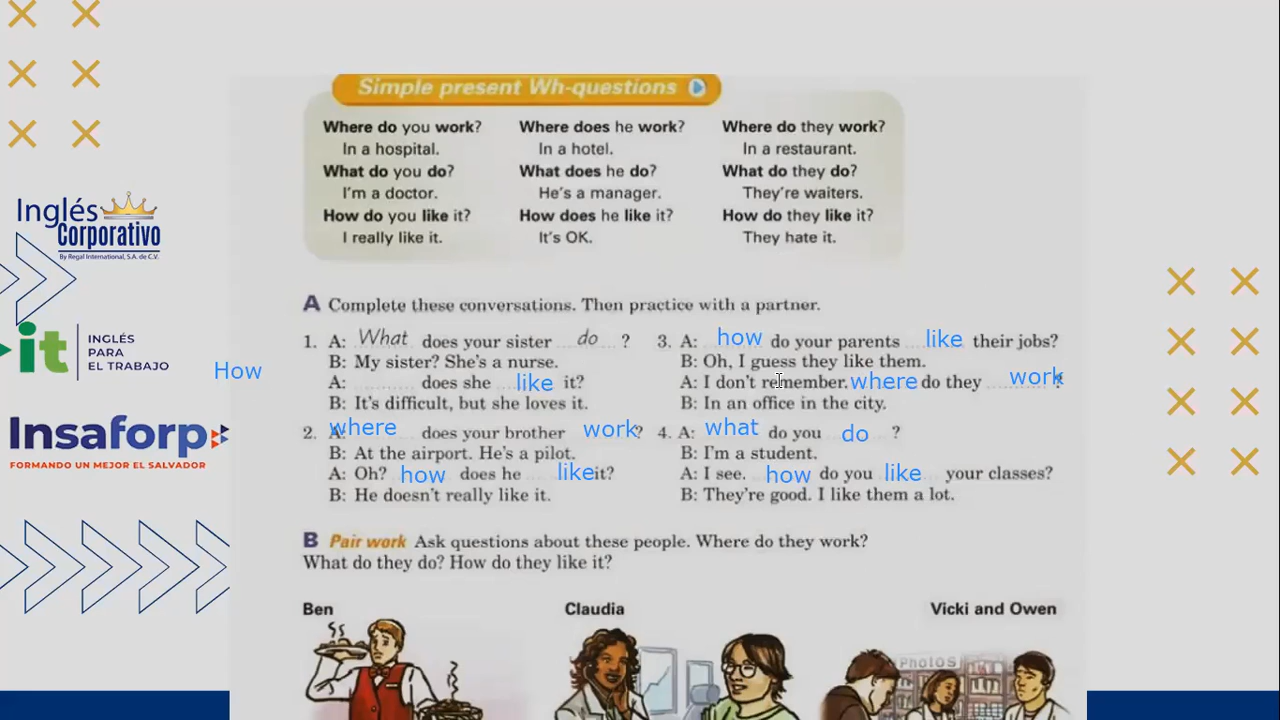 Simple present Wh-questions
Where do you work? Where does he work? Where do they work?
In a hospital. In a hotel. In a restaurant.
What do you do? What does he do? What do they do?
I'm a doctor. He's a manager. They're waiters.
How do you like it? How does he like it? How do they like it?
I really like it. It's OK. They hate it.
Inglés
Corporativo
By Regal International, S.A. de C.V.
it INGLÉS
PARA
EL TRABAJO
Insaforp
FORMANDO UN MEJOR EL SALVADOR
A Complete these conversations. Then practice with a partner.
1. A: What does your sister do ?
B: My sister? She's a nurse.
How
A: does she like it?
B: It's difficult, but she loves it.
2. A: where does your brother work ?
B: At the airport. He's a pilot.
A: Oh? how does he like it?
B: He doesn't really like it.
3. A: how do your parents like their jobs?
B: Oh, I guess they like them.
A: I don't remember. where do they work ?
B: In an office in the city.
4. A: what do you do ?
B: I'm a student.
A: I see. how do you like your classes?
B: They're good. I like them a lot.
B Pair work Ask questions about these people. Where do they work?
What do they do? How do they like it?
Ben Claudia Vicki and Owen
Photos